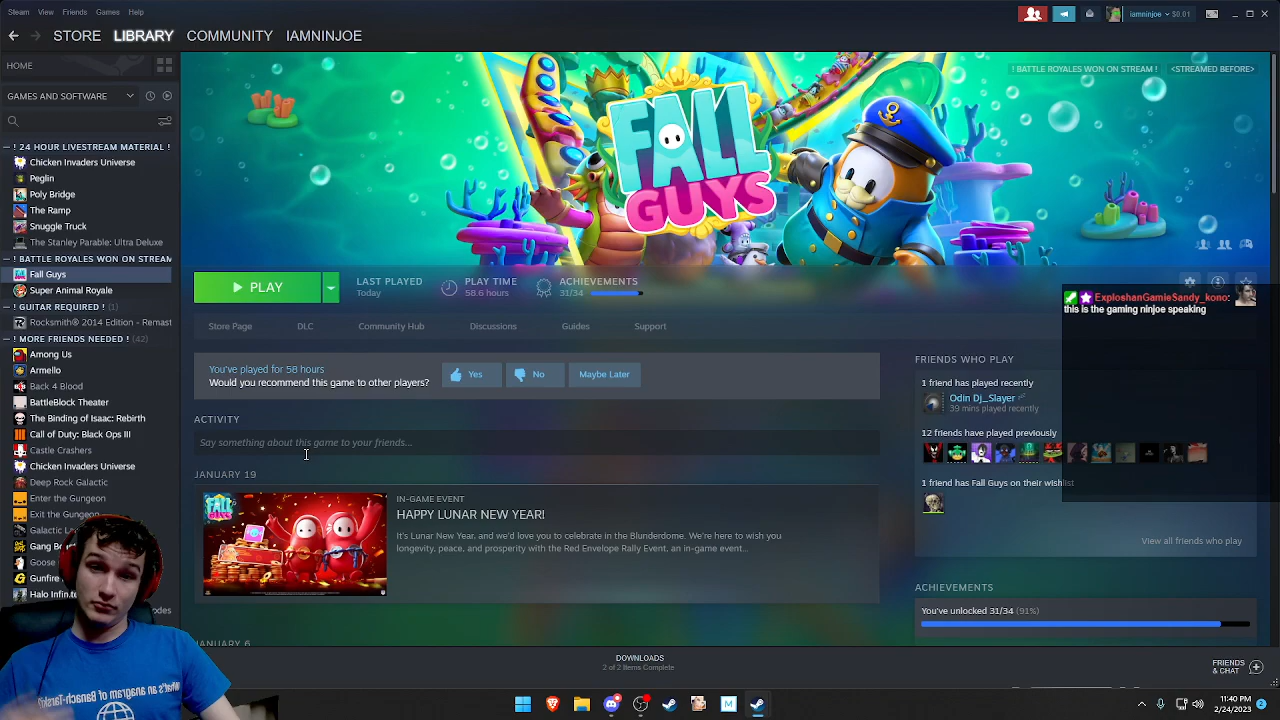 Steam View Friends Games Help
iamninjoe $0.01
STORE LIBRARY COMMUNITY IAMNINJOE
HOME
GAMES AND SOFTWARE
! 24 HOUR LIVESTREAM MATERIAL !
Chicken Invaders Universe
Peglin
Poly Bridge
The Ramp
Shuttle Truck
The Stanley Parable: Ultra Deluxe
! BATTLE ROYALES WON ON STREAM
Fall Guys
Super Animal Royale
! GUITAR REQUIRED ! (1)
Rocksmith® 2014 Edition - Remast
! MORE FRIENDS NEEDED ! (42)
Among Us
Armello
Back 4 Blood
BattleBlock Theater
The Binding of Isaac: Rebirth
Call of Duty: Black Ops III
Castle Crashers
Chicken Invaders Universe
Deep Rock Galactic
Enter the Gungeon
Exit the Gungeon
Galactic
Gang B
Goose
Gunfire
Halo Infinite
odes
! BATTLE ROYALES WON ON STREAM ! <STREAMED BEFORE>
FALL GUYS
PLAY
LAST PLAYED
Today
PLAY TIME
58.6 hours
ACHIEVEMENTS
31/34
Store Page DLC Community Hub Discussions Guides Support
You've played for 58 hours
Would you recommend this game to other players?
Yes No Maybe Later
ACTIVITY
Say something about this game to your friends...
JANUARY 19
IN-GAME EVENT
HAPPY LUNAR NEW YEAR!
It's Lunar New Year, and we'd love you to celebrate in the Blunderdome. We're here to wish you
longevity, peace, and prosperity with the Red Envelope Rally Event, an in-game event...
JANUARY 6
ExploshanGamieSandy_kono:
this is the gaming ninjoe speaking
FRIENDS WHO PLAY
1 friend has played recently
Odin Dj_Slayer
39 mins played recently
12 friends have played previously
1 friend has Fall Guys on their wishlist
View all friends who play
ACHIEVEMENTS
You've unlocked 31/34 (91%)
DOWNLOADS
2 of 2 Items Complete
FRIENDS
& CHAT
11:40 PM
2/24/2023
2